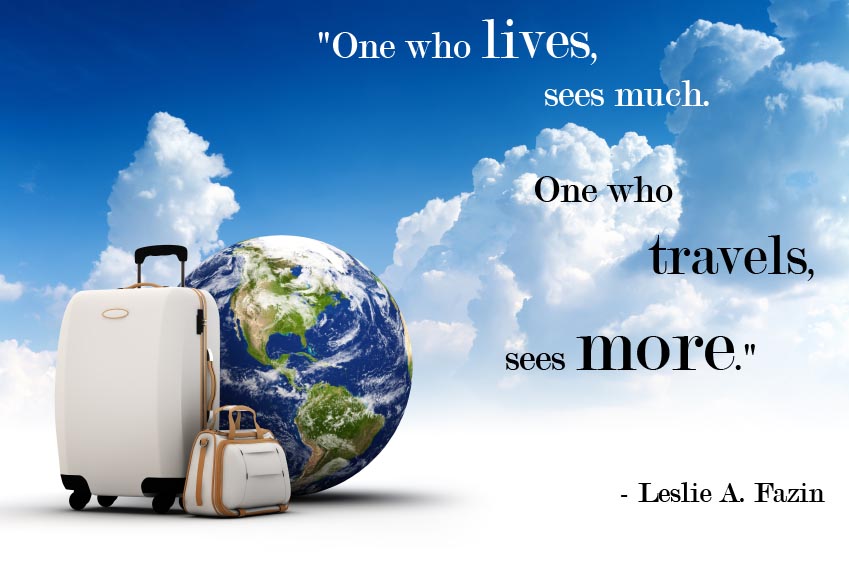 "One who lives,
sees much.
One who
travels,
sees more."
- Leslie A. Fazin